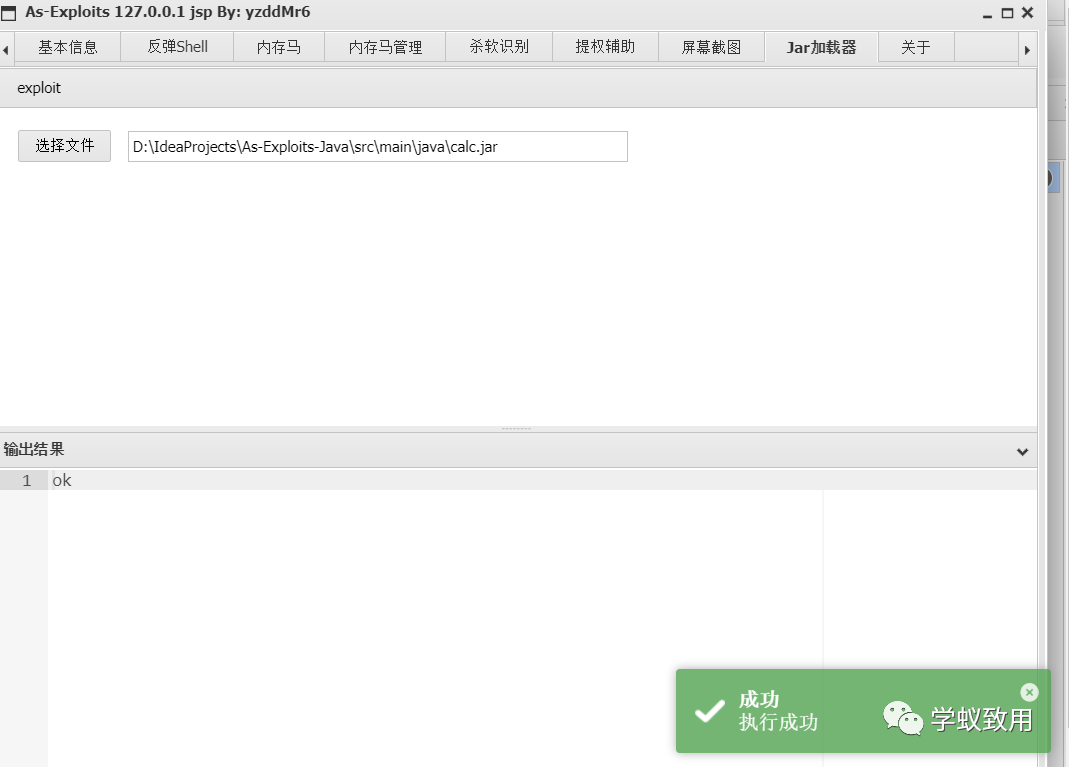 As-Exploits 127.0.0.1 jsp By: yzddMr6
基本信息 反弹Shell 内存马 内存马管理 杀软识别 提权辅助 屏幕截图 Jar加载器 关于
exploit
选择文件 D:\IdeaProjects\As-Exploits-Java\src\main\java\calc.jar
输出结果
1 ok
成功
执行成功
学蚁致用